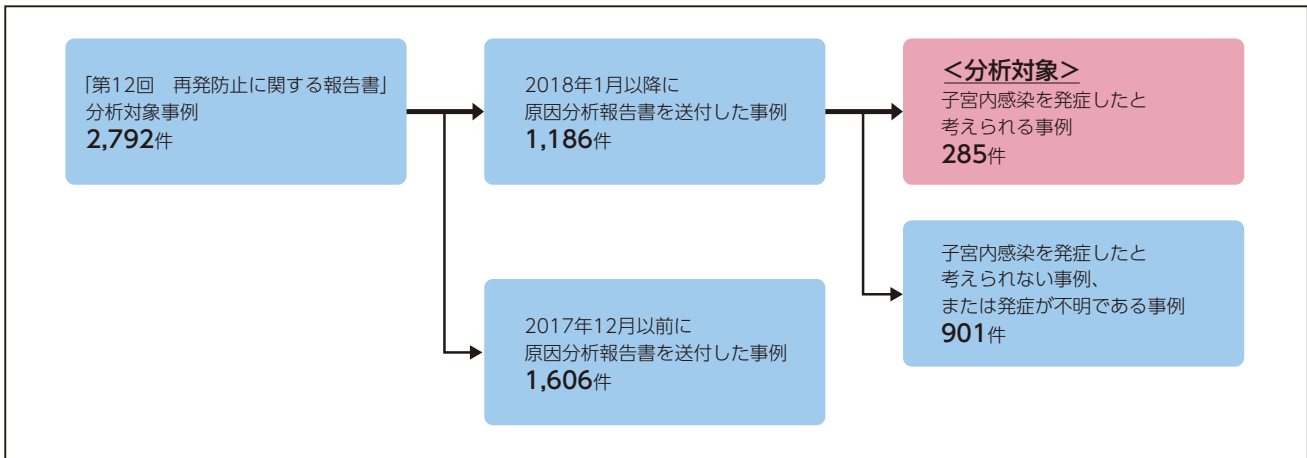 「第12回　再発防止に関する報告書」
分析対象事例
2,792件
2018年1月以降に
原因分析報告書を送付した事例
1,186件
＜分析対象＞
子宮内感染を発症したと
考えられる事例
285件
2017年12月以前に
原因分析報告書を送付した事例
1,606件
子宮内感染を発症したと
考えられない事例、
または発症が不明である事例
901件